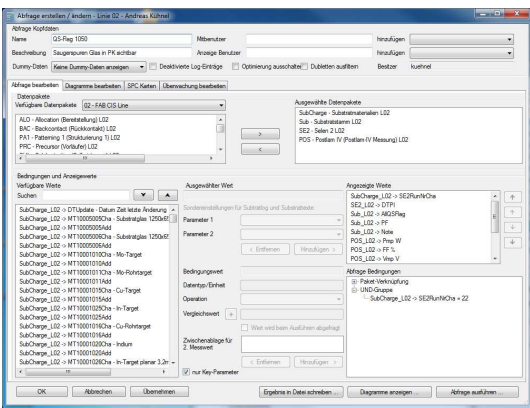 Abfrage erstellen / ändern - Linie 02 - Andreas Kühnel
Abfrage Kopfdaten
Name QS-Flag 1050 Mitbenutzer hinzufügen
Beschreibung Saugerspuren Glas in PK sichtbar Anzeige Benutzer hinzufügen
Dummy-Daten Keine Dummy-Daten anzeigen Deaktivierte Log-Einträge Optimierung ausschalten Dubletten ausfiltern Besitzer kuehnel
Abfrage bearbeiten Diagramme bearbeiten SPC Karten Überwachung bearbeiten
Datenpakete
Verfügbare Datenpakete 02 - FAB CIS Line
ALO - Allocation (Bereitstellung) L02
BAC - Backcontact (Rückkontakt) L02
PA1 - Patterning 1 (Strukturierung 1) L02
PRC - Precursor (Vorläufer) L02
>
<
Ausgewählte Datenpakete
SubCharge - Substratmaterialien L02
Sub - Substratstamm L02
SE2 - Selen 2 L02
POS - Postlam IV (Postlam-IV Messung) L02
Bedingungen und Anzeigewerte
Verfügbare Werte
Suchen
SubCharge_L02 -> DTUpdate - Datum Zeit letzte Änderung
SubCharge_L02 -> MT10005006Cha - Substratglas 1250x65
SubCharge_L02 -> MT10005005Add
SubCharge_L02 -> MT10005006Cha - Substratglas 1250x65
SubCharge_L02 -> MT10005006Add
SubCharge_L02 -> MT10001010Cha - Mo-Target
SubCharge_L02 -> MT10001010Add
SubCharge_L02 -> MT10001011Cha - Mo-Rohrtarget
SubCharge_L02 -> MT10001011Add
SubCharge_L02 -> MT10001015Cha - Cu-Target
SubCharge_L02 -> MT10001015Add
SubCharge_L02 -> MT10001025Cha - In-Target
SubCharge_L02 -> MT10001025Add
SubCharge_L02 -> MT10001016Cha - Cu-Rohrtarget
SubCharge_L02 -> MT10001016Add
SubCharge_L02 -> MT10001020Cha - Indium
SubCharge_L02 -> MT10001020Add
SubCharge_L02 -> MT10001026Cha - In-Target planar 3,2m
Ausgewählter Wert
Sondereinstellungen für Subtratlog und Substrattexte:
Parameter 1
Parameter 2
< Entfernen Hinzufügen >
Bedingungswert
Datentyp/Einheit
Operation
Vergleichswert +
Wert wird beim Ausführen abgefragt
Zwischenablage für
2. Messwert
< Entfernen Hinzufügen >
nur Key-Parameter
Angezeigte Werte
SubCharge_L02 -> SE2RunNrCha
SE2_L02 -> DTPI
Sub_L02 -> AllQSFlag
Sub_L02 -> PF
Sub_L02 -> Note
POS_L02 -> Pmp W
POS_L02 -> FF %
POS_L02 -> Vmp V
Abfrage Bedingungen
Paket-Verknüpfung
UND-Gruppe
SubCharge_L02 -> SE2RunNrCha = 22
OK Abbrechen Übernehmen Ergebnis in Datei schreiben ... Diagramme anzeigen ... Abfrage ausführen ...